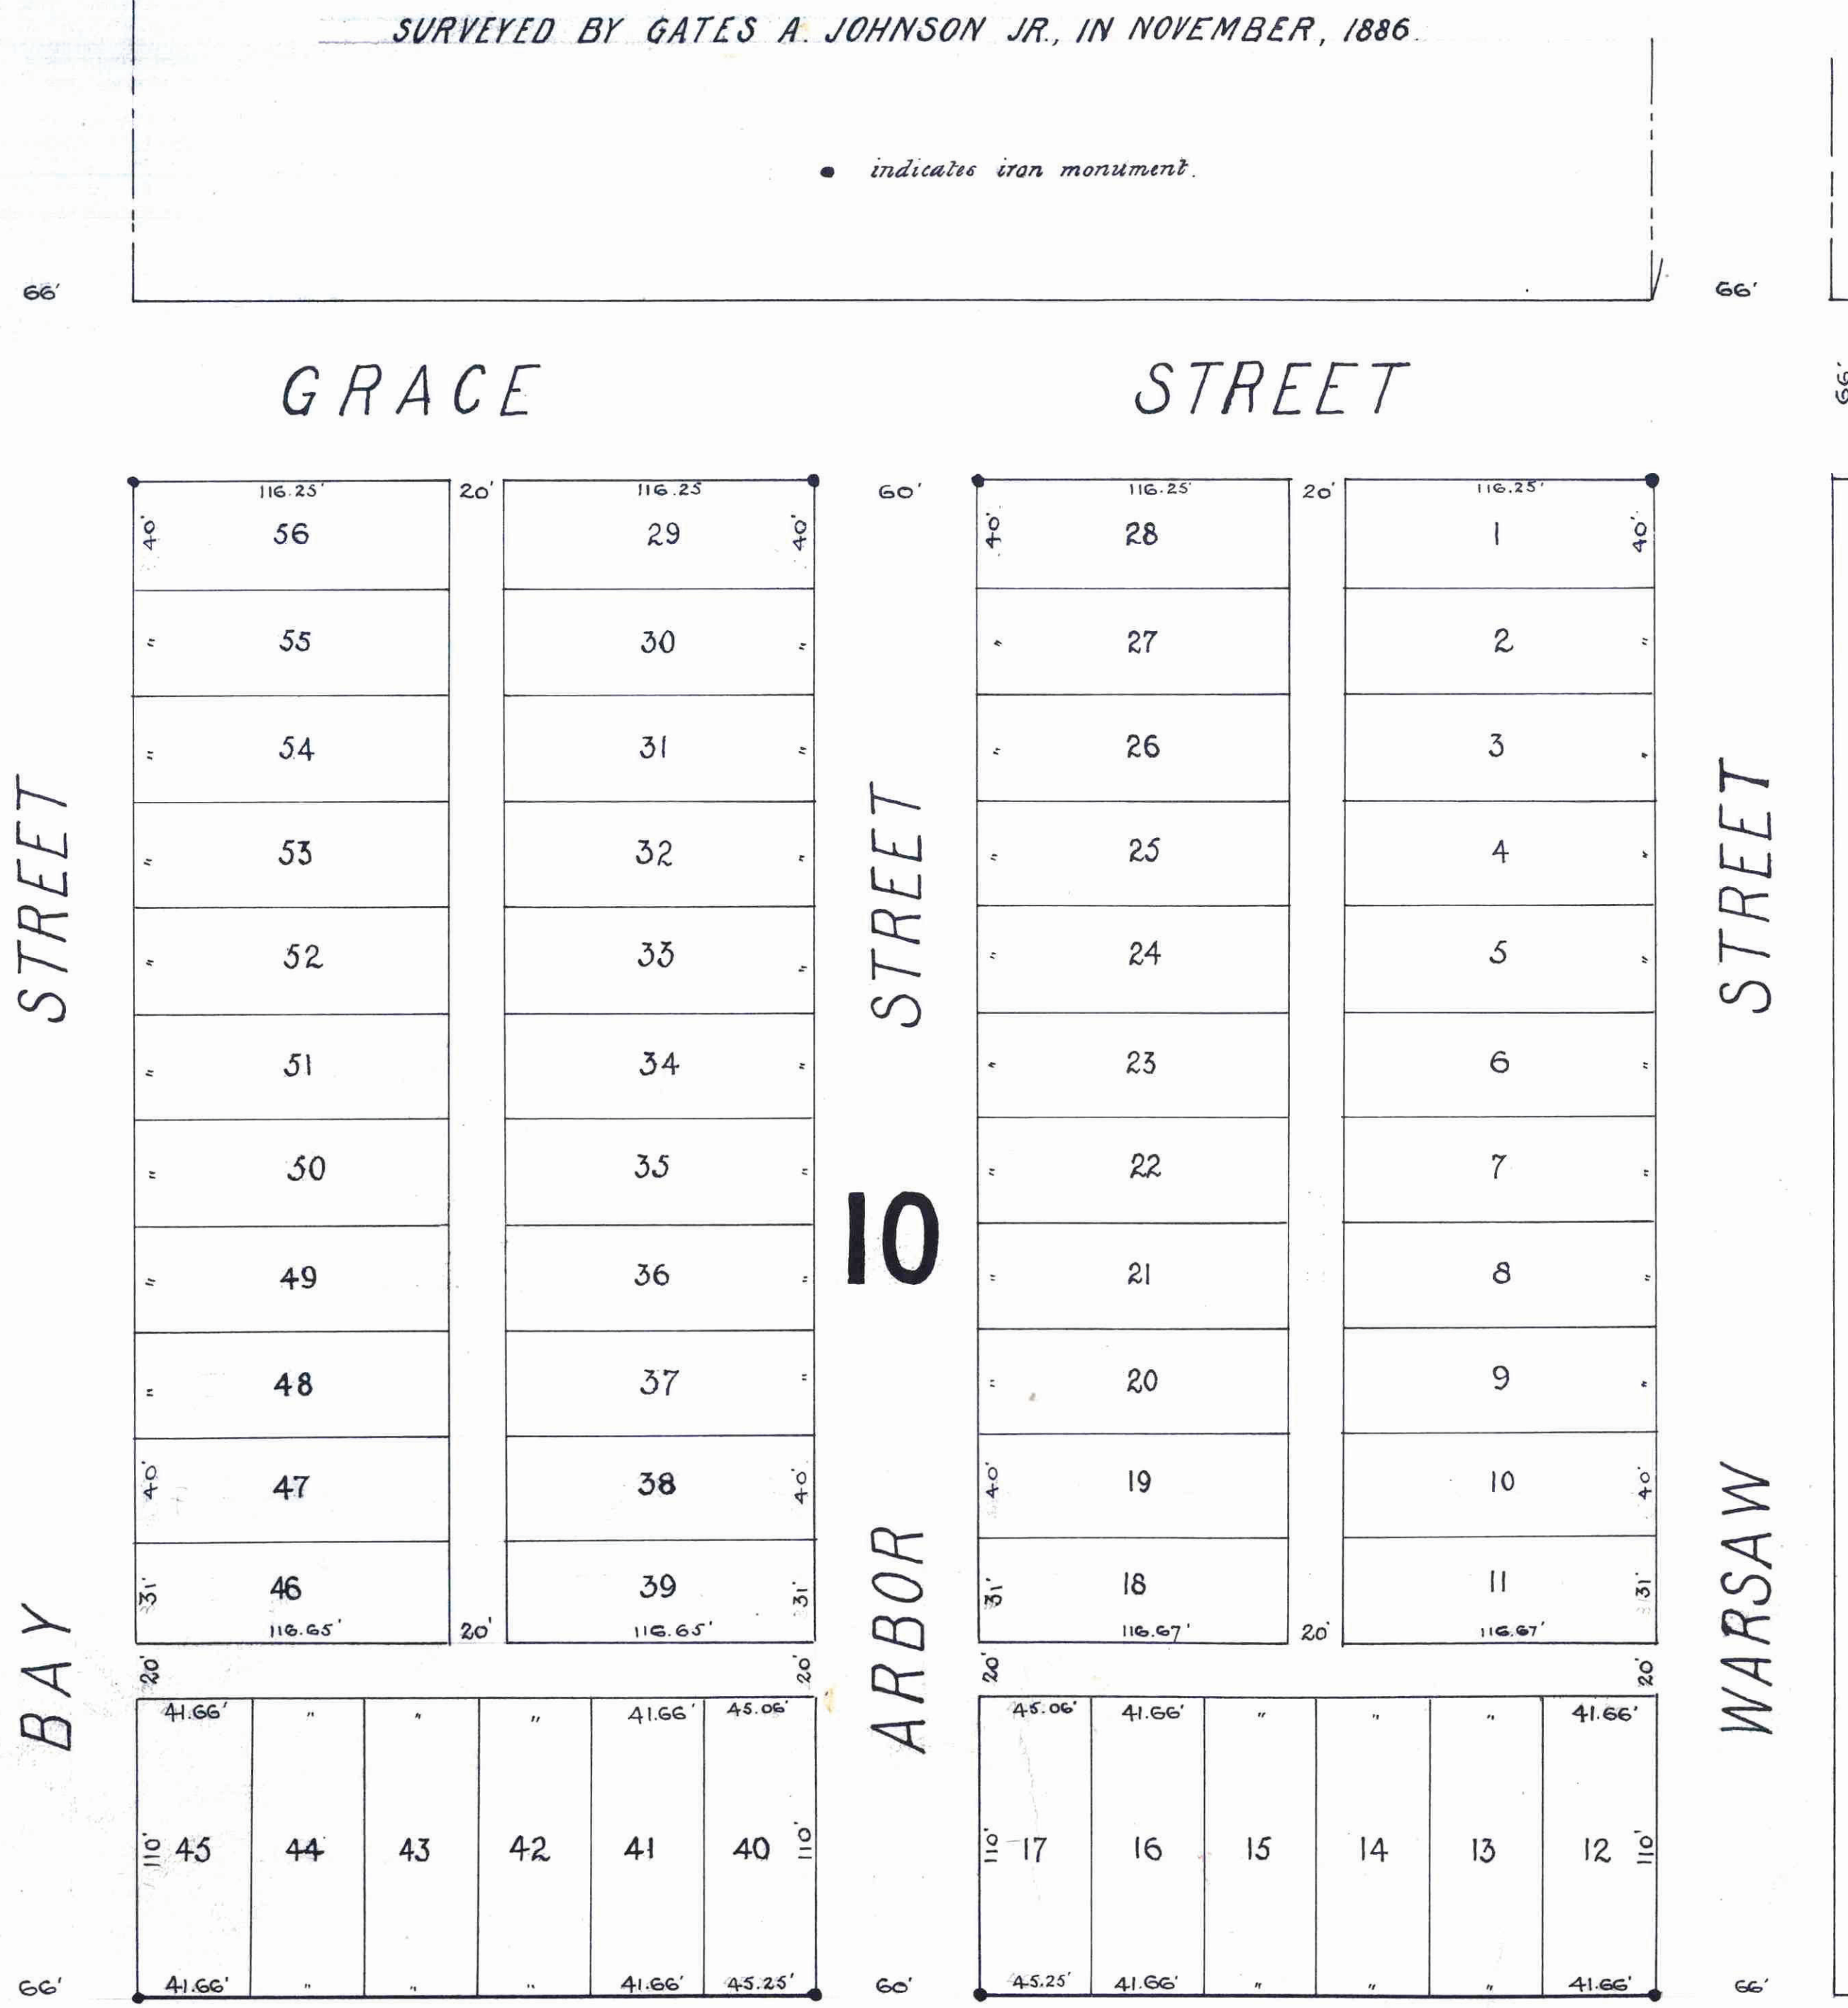 SURVEYED BY GATES A. JOHNSON JR., IN NOVEMBER, 1886.
• indicates iron monument.
66' 66'
GRACE STREET
66'
116.25' 20' 116.25 60' 116.25' 20' 116.25'
40' 56 29 40' 40' 28 1 40'
" 55 30 " " 27 2 "
" 54 31 " " 26 3 "
" 53 32 " " 25 4 "
" 52 33 " " 24 5 "
" 51 34 " " 23 6 "
" 50 35 " " 22 7 "
10
" 49 36 " " 21 8 "
" 48 37 " " 20 9 "
40' 47 38 40' 40' 19 10 40'
31' 46 39 31' 31' 18 11 31'
116.65' 20' 116.65' 116.67' 20' 116.67'
20' 20' 20' 20'
BAY STREET
ARBOR STREET
WARSAW STREET
41.66' " " " 41.66' 45.06' 45.06' 41.66' " " " 41.66'
110' 45 44 43 42 41 40 110' 110' 17 16 15 14 13 12 110'
66' 41.66' " " " 41.66' 45.25' 60' 45.25' 41.66' " " " 41.66' 66'